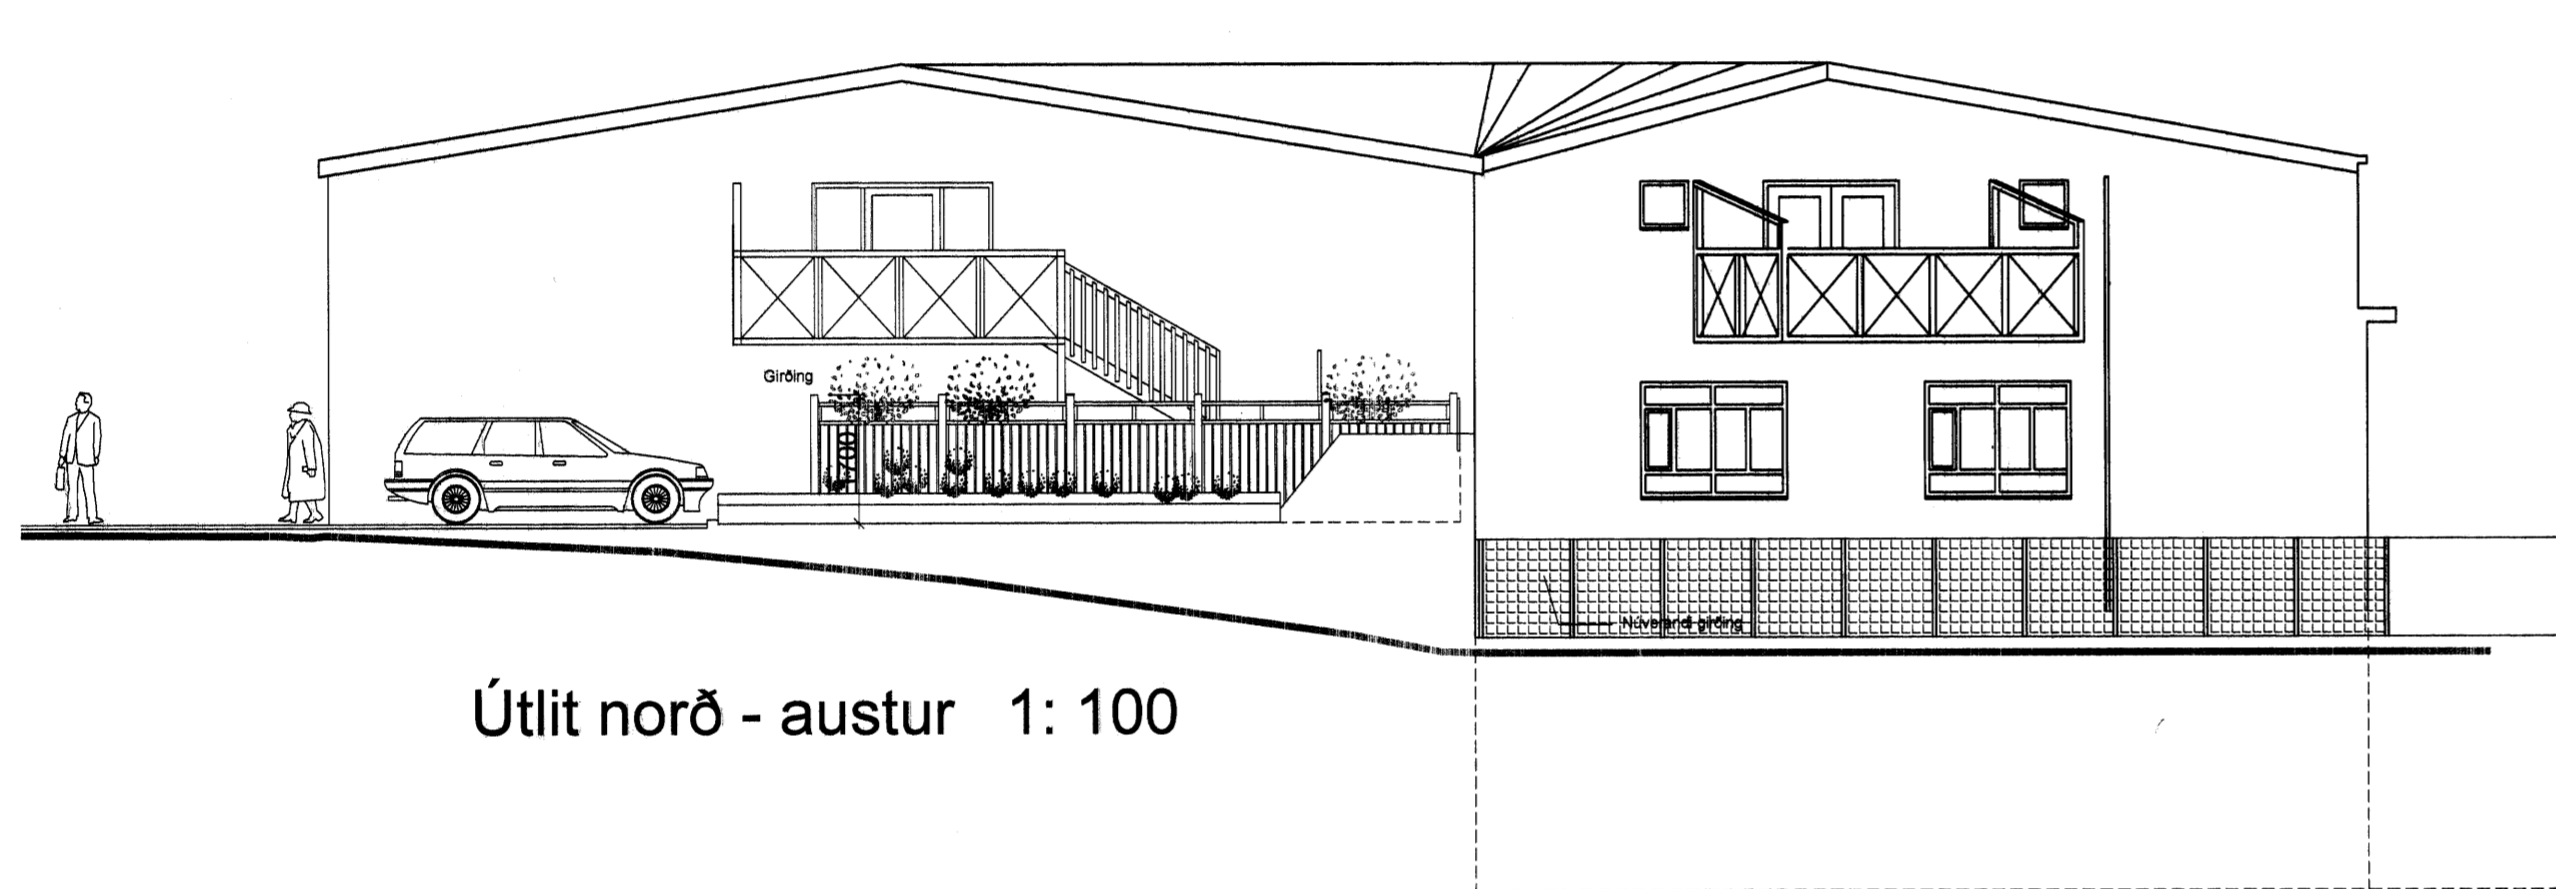 Girðing
1700
Núverandi girðing
Útlit norð - austur 1: 100